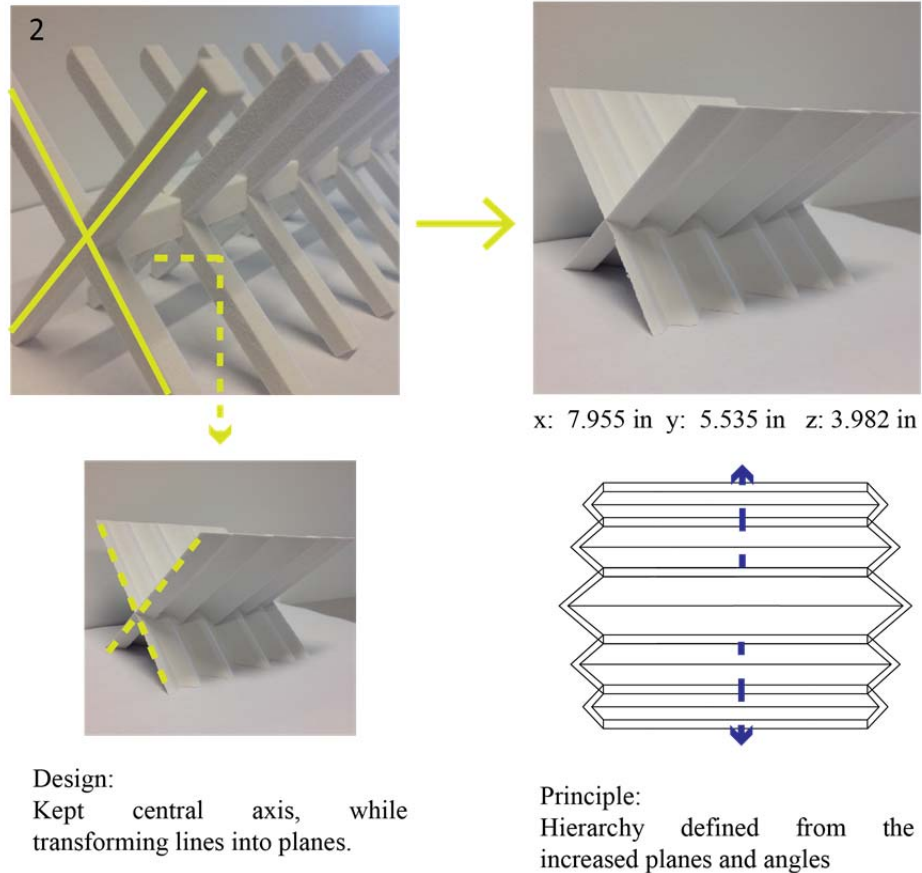 2
x: 7.955 in y: 5.535 in z: 3.982 in
Design:
Kept central axis, while
transforming lines into planes.
Principle:
Hierarchy defined from the
increased planes and angles